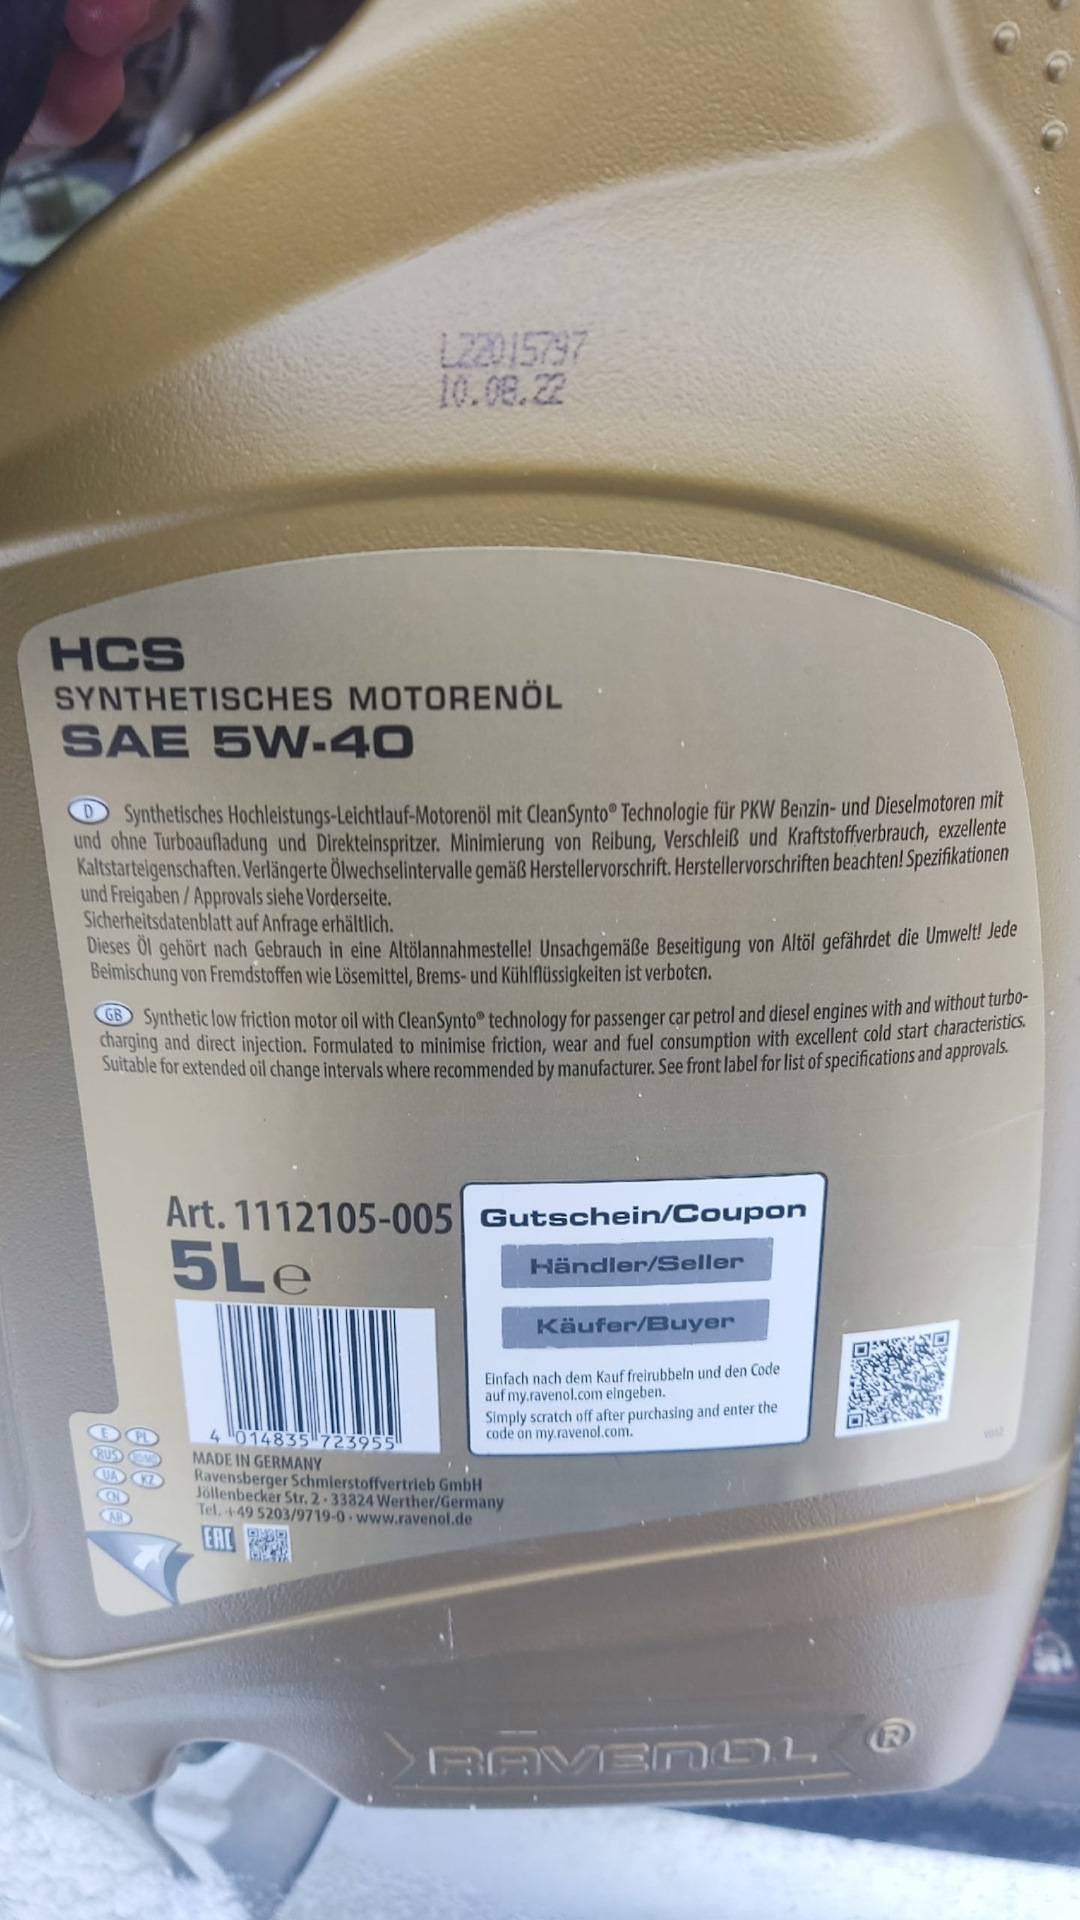 L22015797
10.08.22
HCS
SYNTHETISCHES MOTORENÖL
SAE 5W-40
D Synthetisches Hochleistungs-Leichtlauf-Motorenöl mit CleanSynto® Technologie für PKW Benzin- und Dieselmotoren mit
und ohne Turboaufladung und Direkteinspritzer. Minimierung von Reibung, Verschleiß und Kraftstoffverbrauch, exzellente
Kaltstarteigenschaften. Verlängerte Ölwechselintervalle gemäß Herstellervorschrift. Herstellervorschriften beachten! Spezifikationen
und Freigaben / Approvals siehe Vorderseite.
Sicherheitsdatenblatt auf Anfrage erhältlich.
Dieses Öl gehört nach Gebrauch in eine Altölannahmestelle! Unsachgemäße Beseitigung von Altöl gefährdet die Umwelt! Jede
Beimischung von Fremdstoffen wie Lösemittel, Brems- und Kühlflüssigkeiten ist verboten.
GB Synthetic low friction motor oil with CleanSynto® technology for passenger car petrol and diesel engines with and without turbo-
charging and direct injection. Formulated to minimise friction, wear and fuel consumption with excellent cold start characteristics.
Suitable for extended oil change intervals where recommended by manufacturer. See front label for list of specifications and approvals.
Art. 1112105-005
5L e
Gutschein/Coupon
Händler/Seller
Käufer/Buyer
Einfach nach dem Kauf freirubbeln und den Code
auf my.ravenol.com eingeben.
Simply scratch off after purchasing and enter the
code on my.ravenol.com.
4 014835 723955
E PL
RUS
UA KZ
CN
AR
MADE IN GERMANY
Ravensberger Schmierstoffvertrieb GmbH
Jöllenbecker Str. 2 · 33824 Werther/Germany
Tel. +49 5203/9719-0 · www.ravenol.de
EAC
RAVENOL ®